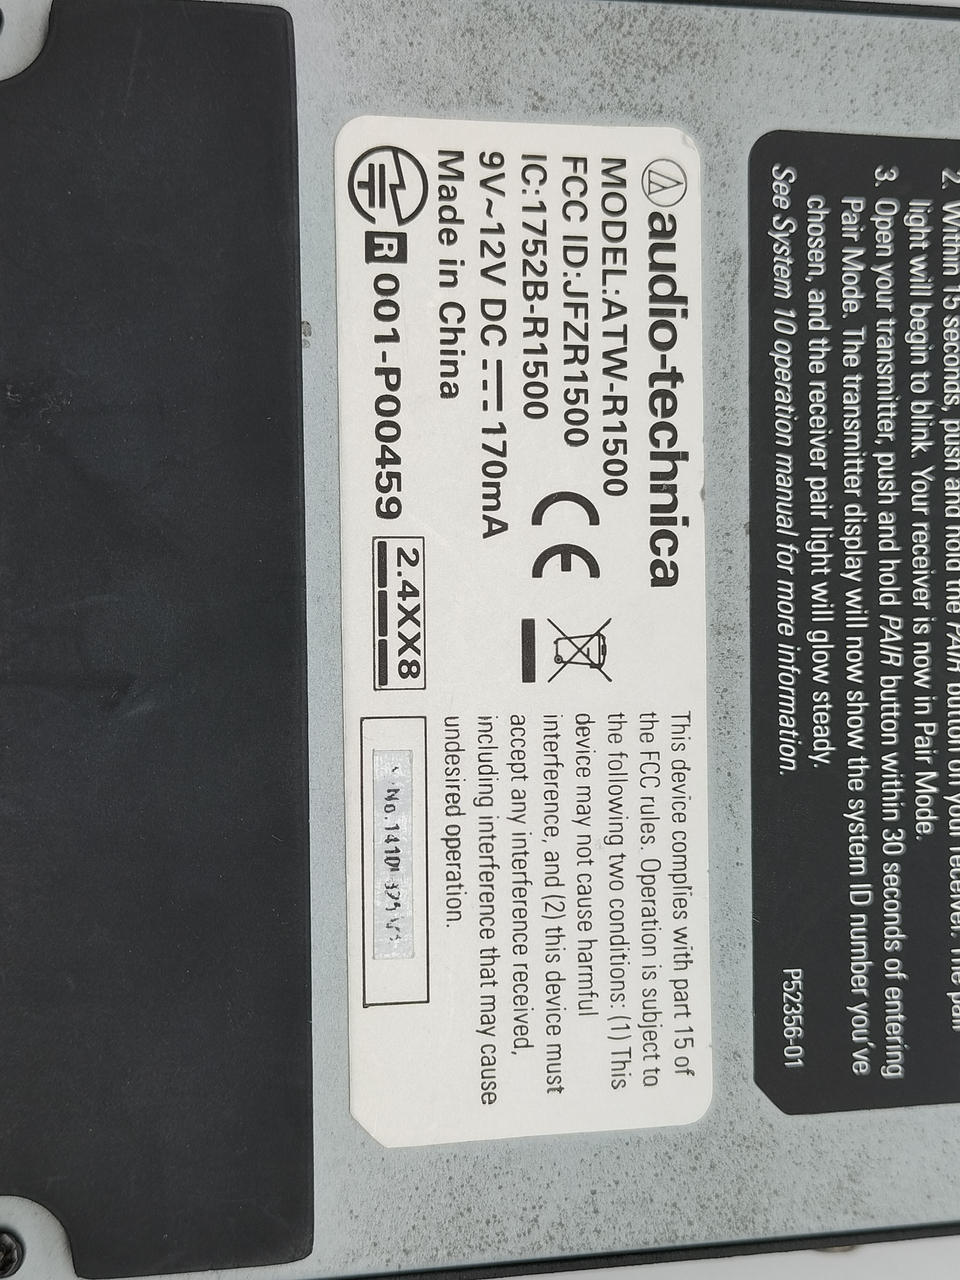 2. Within 15 seconds, push and hold the PAIR button on your receiver. The pair
light will begin to blink. Your receiver is now in Pair Mode.
3. Open your transmitter, push and hold PAIR button within 30 seconds of entering
Pair Mode. The transmitter display will now show the system ID number you've
chosen, and the receiver pair light will glow steady.
See System 10 operation manual for more information.
P52356-01
audio-technica
MODEL:ATW-R1500
FCC ID:JFZR1500
IC:1752B-R1500
9V~12V DC 170mA
Made in China
R 001-P00459
2.4XX8
This device complies with part 15 of
the FCC rules. Operation is subject to
the following two conditions: (1) This
device may not cause harmful
interference, and (2) this device must
accept any interference received,
including interference that may cause
undesired operation.
No.